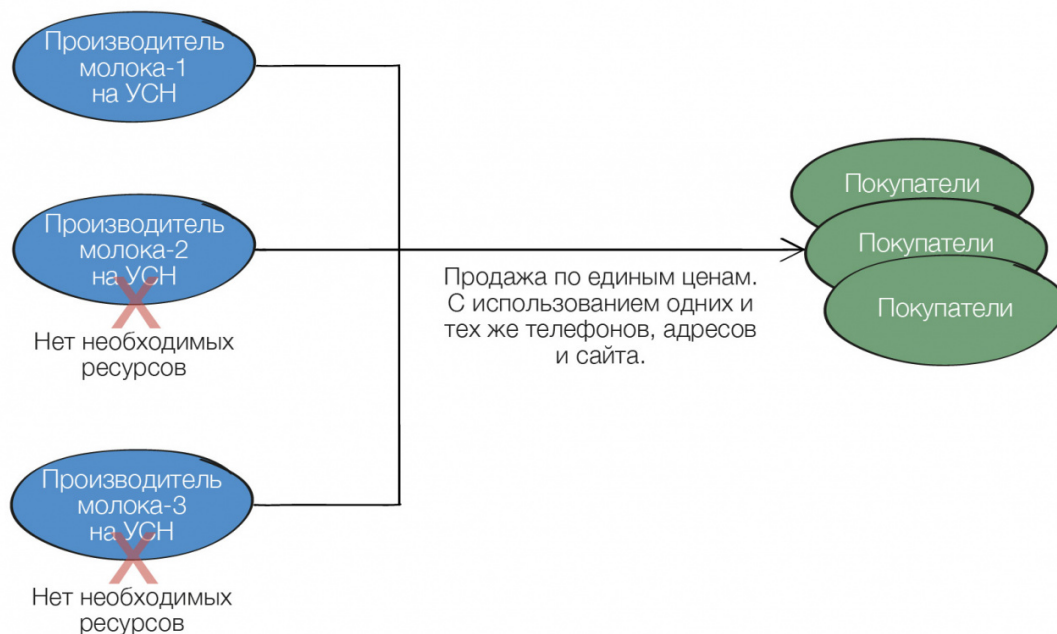 Производитель
молока-1
на УСН
Производитель
молока-2
на УСН
Нет необходимых
ресурсов
Производитель
молока-3
на УСН
Нет необходимых
ресурсов
Продажа по единым ценам.
С использованием одних и
тех же телефонов, адресов
и сайта.
Покупатели
Покупатели
Покупатели